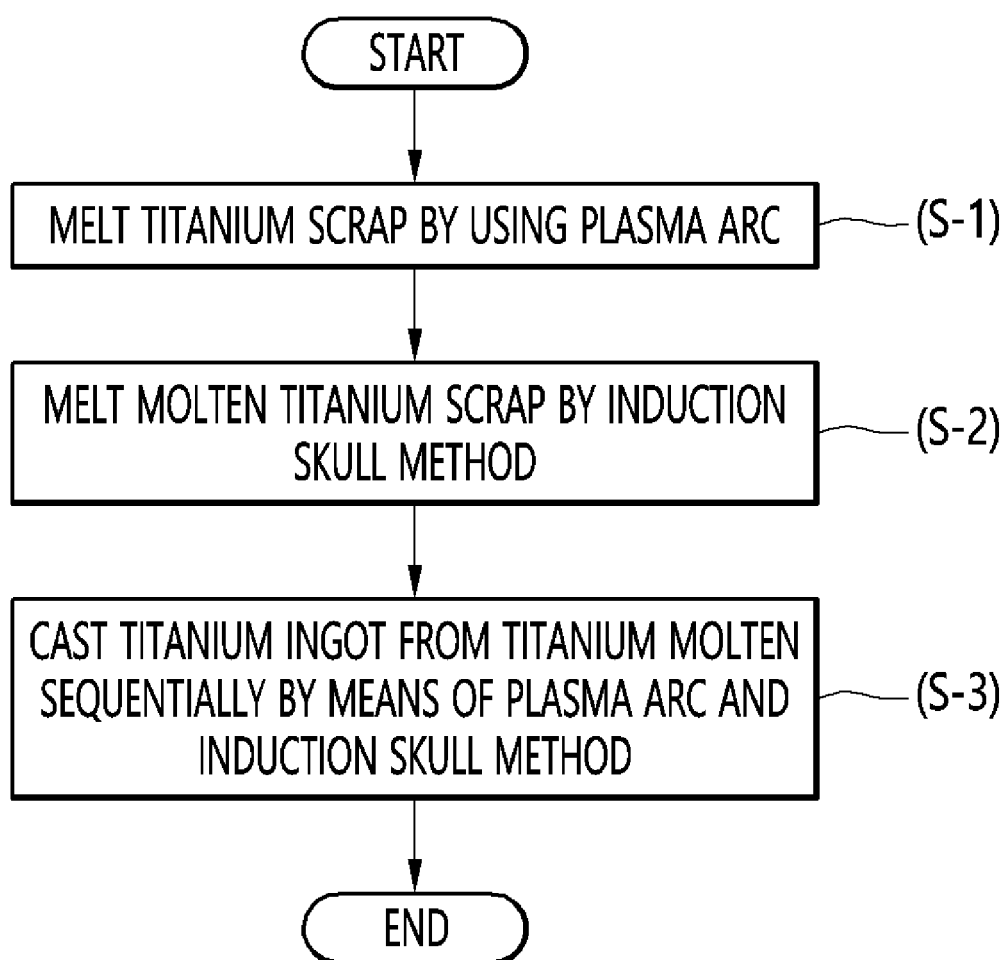 START
MELT TITANIUM SCRAP BY USING PLASMA ARC
(S-1)
MELT MOLTEN TITANIUM SCRAP BY INDUCTION
SKULL METHOD
(S-2)
CAST TITANIUM INGOT FROM TITANIUM MOLTEN
SEQUENTIALLY BY MEANS OF PLASMA ARC AND
INDUCTION SKULL METHOD
(S-3)
END